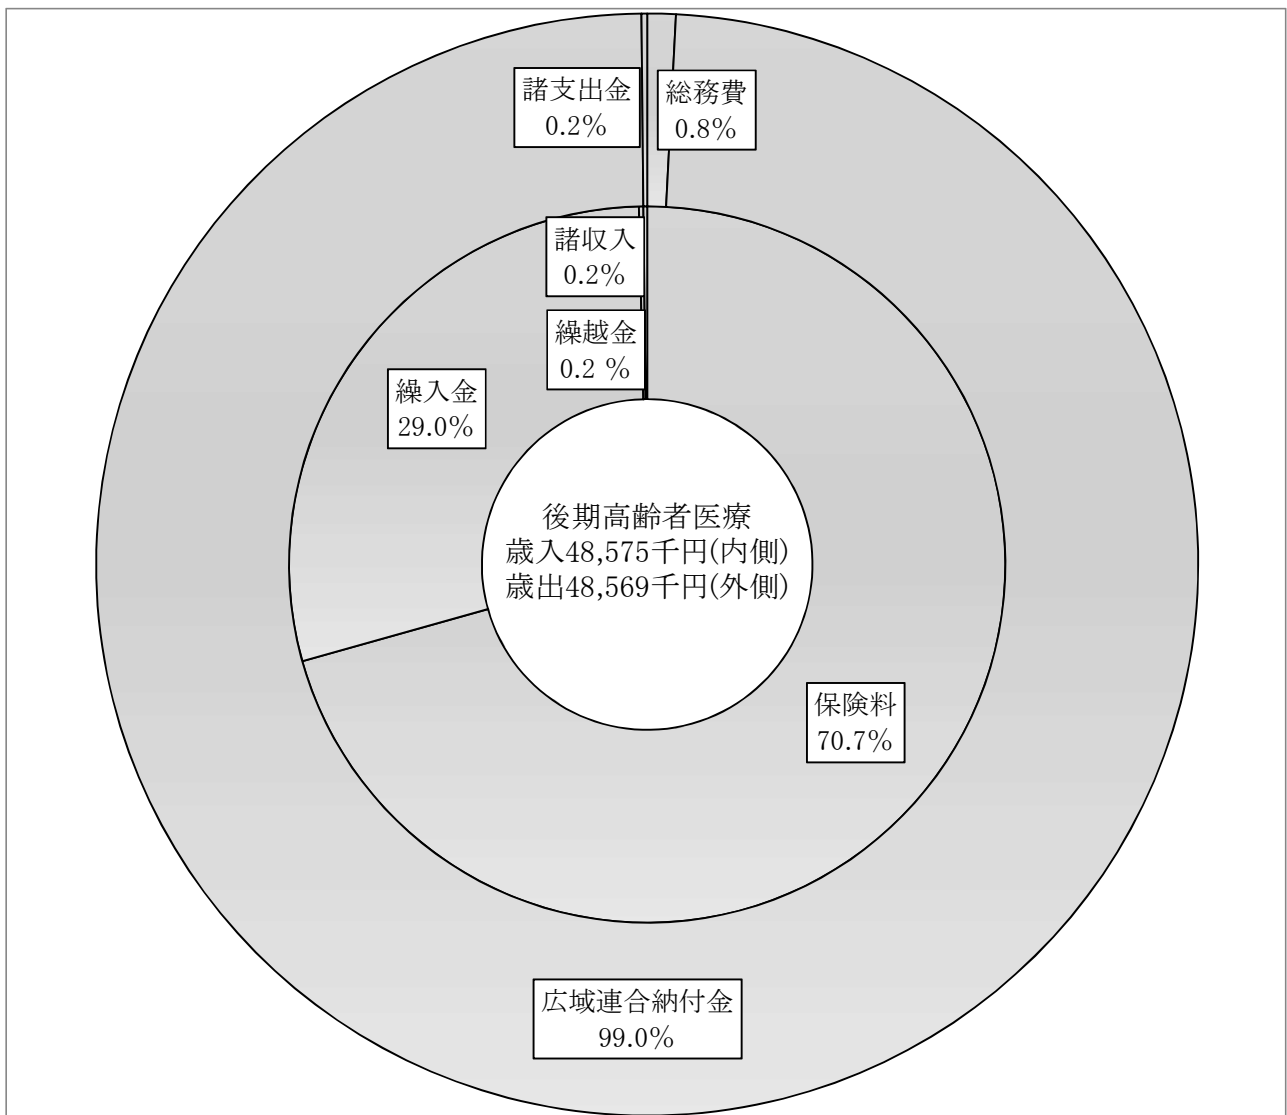 諸支出金
0.2%
総務費
0.8%
諸収入
0.2%
繰越金
0.2 %
繰入金
29.0%
後期高齢者医療
歳入48,575千円(内側)
歳出48,569千円(外側)
保険料
70.7%
広域連合納付金
99.0%